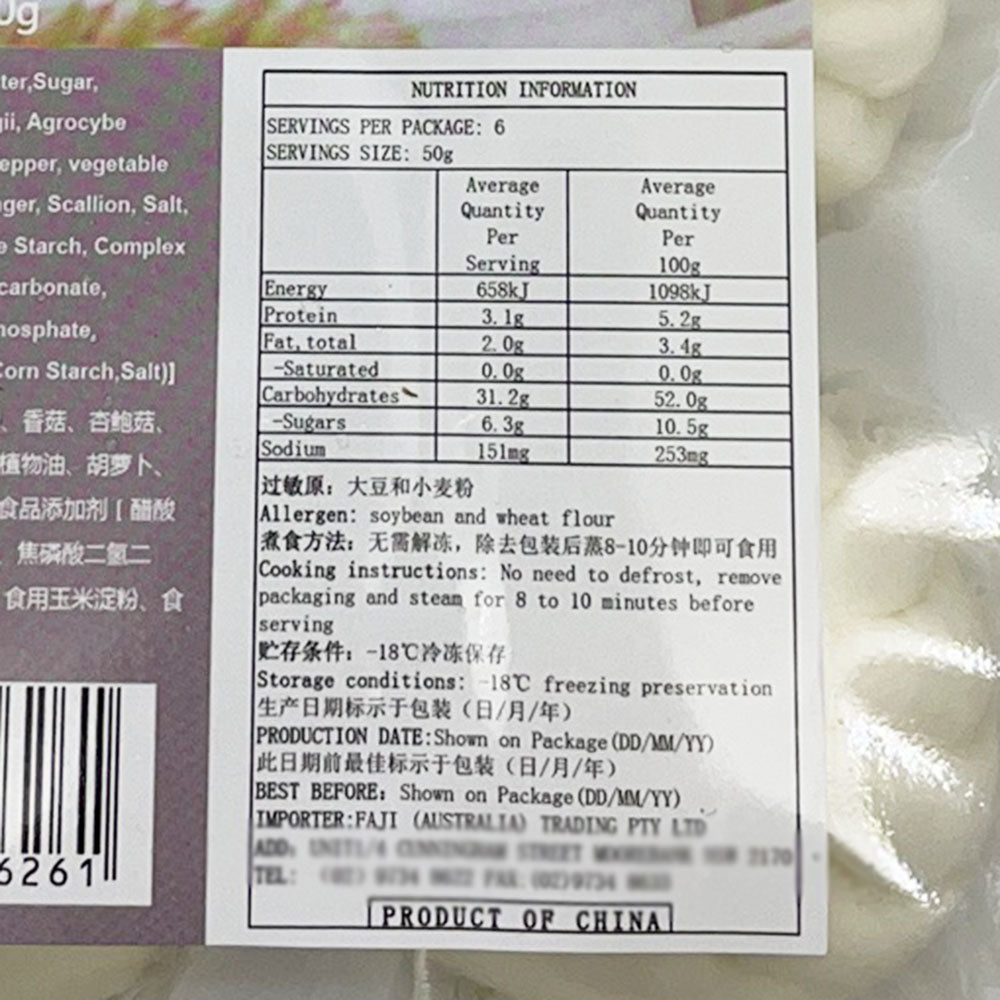 0g
ter,Sugar,
gii, Agrocybe
epper, vegetable
nger, Scallion, Salt,
e Starch, Complex
carbonate,
hosphate,
Corn Starch,Salt)]
、香菇、杏鲍菇、
植物油、胡萝卜、
食品添加剂 [ 醋酸
焦磷酸二氢二
食用玉米淀粉、食
6261
NUTRITION INFORMATION
SERVINGS PER PACKAGE: 6
SERVINGS SIZE: 50g
Average Quantity Per Serving
Average Quantity Per 100g
Energy 658kJ 1098kJ
Protein 3.1g 5.2g
Fat, total 2.0g 3.4g
-Saturated 0.0g 0.0g
Carbohydrates 31.2g 52.0g
-Sugars 6.3g 10.5g
Sodium 151mg 253mg
过敏原：大豆和小麦粉
Allergen: soybean and wheat flour
煮食方法：无需解冻，除去包装后蒸8-10分钟即可食用
Cooking instructions: No need to defrost, remove
packaging and steam for 8 to 10 minutes before
serving
贮存条件：-18℃冷冻保存
Storage conditions: -18℃ freezing preservation
生产日期标示于包装（日/月/年）
PRODUCTION DATE:Shown on Package(DD/MM/YY)
此日期前最佳标示于包装（日/月/年）
BEST BEFORE: Shown on Package(DD/MM/YY)
IMPORTER:FAJI (AUSTRALIA) TRADING PTY LTD
ADD: STREET 2170
TEL:
PRODUCT OF CHINA